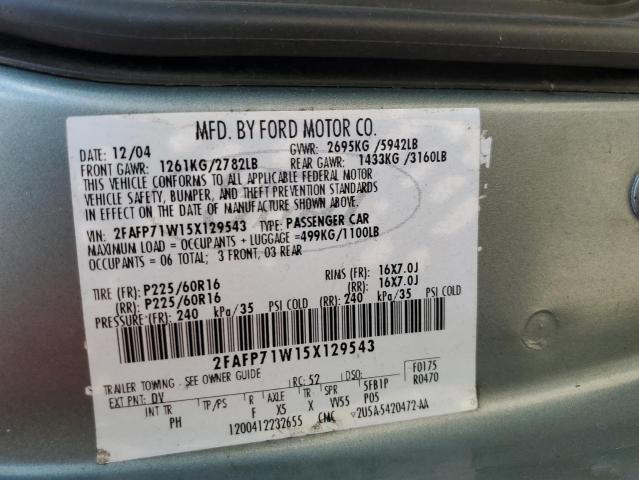 MFD. BY FORD MOTOR CO.
DATE: 12/04 GVWR: 2695KG /5942LB
FRONT GAWR: 1261KG/2782LB REAR GAWR: 1433KG /3160LB
THIS VEHICLE CONFORMS TO ALL APPLICABLE FEDERAL MOTOR
VEHICLE SAFETY, BUMPER, AND THEFT PREVENTION STANDARDS
IN EFFECT ON THE DATE OF MANUFACTURE SHOWN ABOVE.
VIN: 2FAFP71W15X129543 TYPE: PASSENGER CAR
MAXIMUM LOAD = OCCUPANTS + LUGGAGE =499KG/1100LB
OCCUPANTS = 06 TOTAL; 3 FRONT, 03 REAR
TIRE (FR): P225/60R16 RIMS (FR): 16X7.0J
(RR): P225/60R16 (RR): 16X7.0J
PRESSURE(FR): 240 kPa/35 PSI COLD (RR): 240 kPa/35 PSI COLD
2FAFP71W15X129543
TRAILER TOWING - SEE OWNER GUIDE
EXT PNT: DV RC: 52 DSO: F0175
INT TR TP/PS R AXLE TR SPR 5FB1P R0470
PH F X5 X VV55 P05
1200412232655 CMC 2U5A-5420472-AA